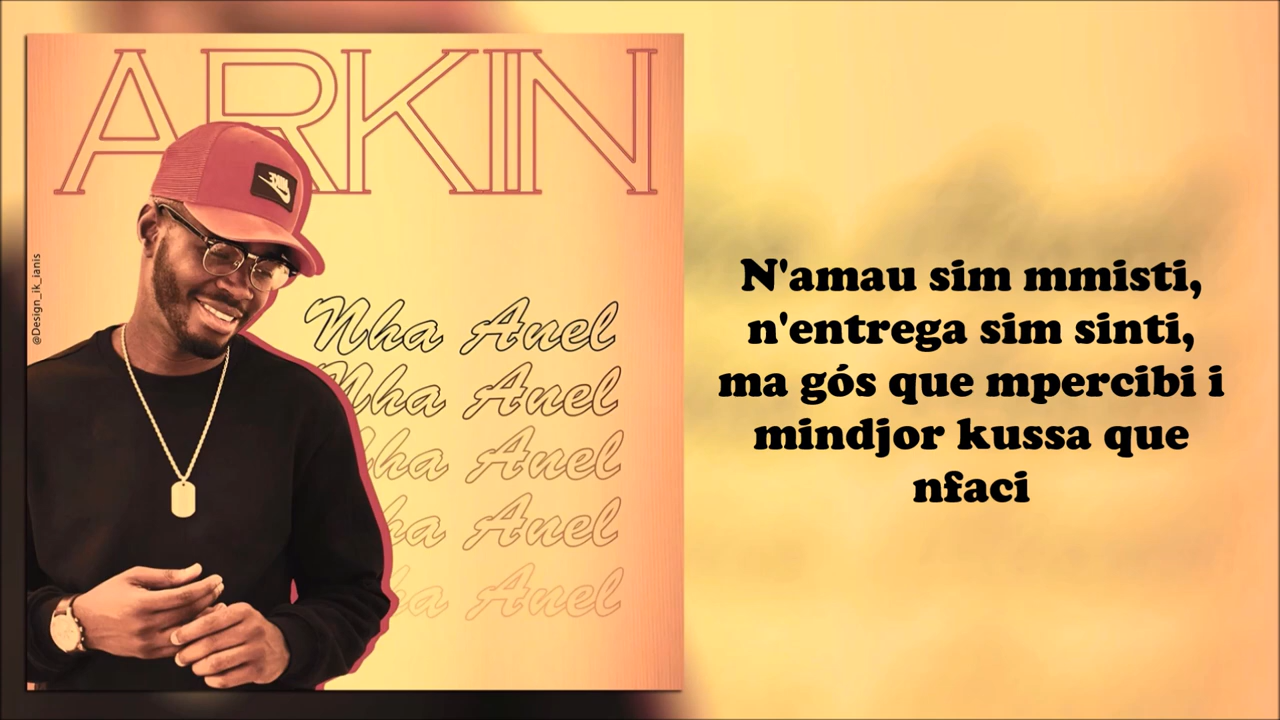 ARKIN
@Design_ik_ianis
Nha Anel
Nha Anel
Nha Anel
Nha Anel
Nha Anel
N'amau sim mmisti,
n'entrega sim sinti,
ma gós que mpercibi i
mindjor kussa que
nfaci